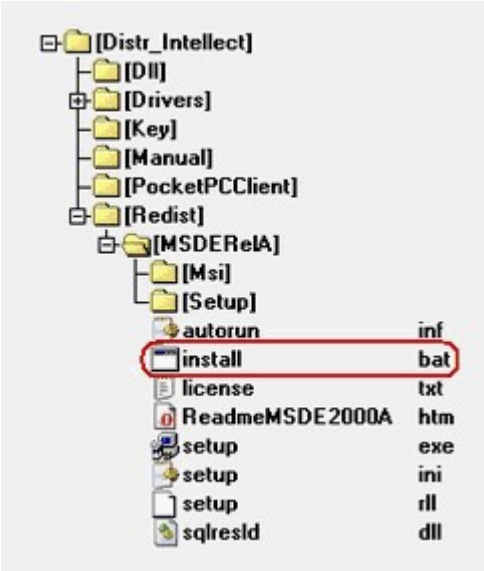 [Distr_Intellect]
[Dll]
[Drivers]
[Key]
[Manual]
[PocketPCClient]
[Redist]
[MSDERelA]
[Msi]
[Setup]
autorun inf
install bat
license txt
ReadmeMSDE2000A htm
setup exe
setup ini
setup rll
sqlresld dll